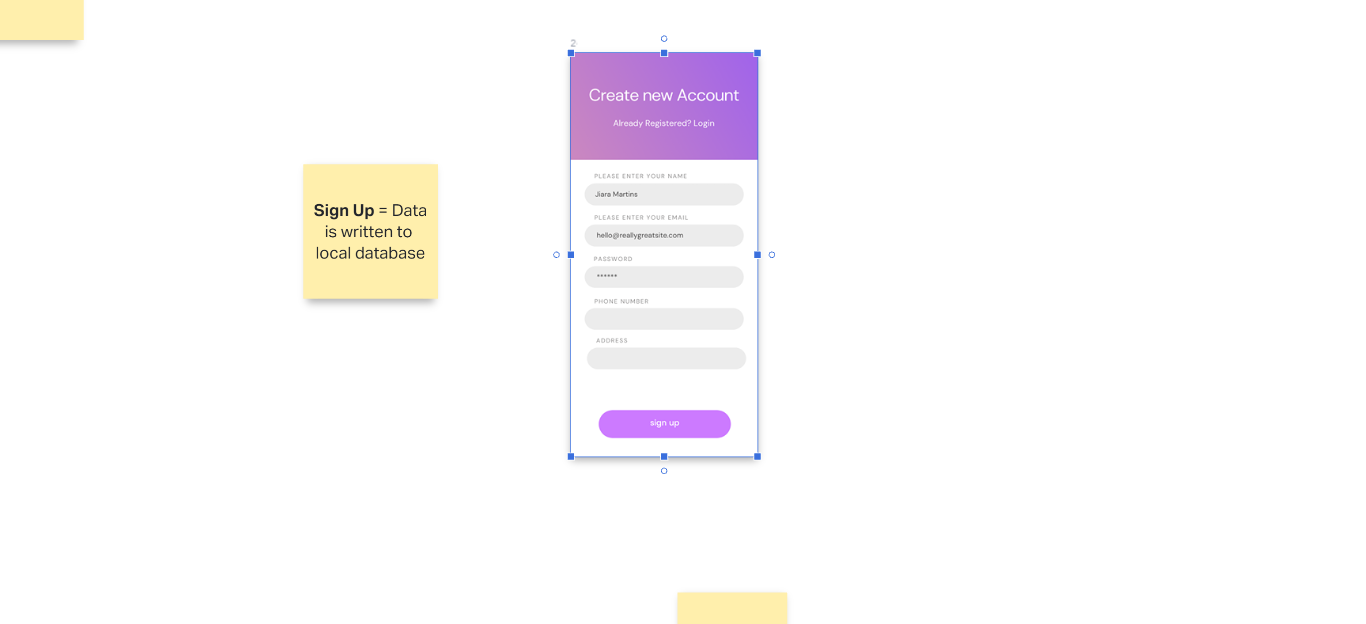 2
Create new Account
Already Registered? Login
PLEASE ENTER YOUR NAME
Jiara Martins
Sign Up = Data
is written to
local database
PLEASE ENTER YOUR EMAIL
hello@reallygreatsite.com
PASSWORD
******
PHONE NUMBER
ADDRESS
sign up